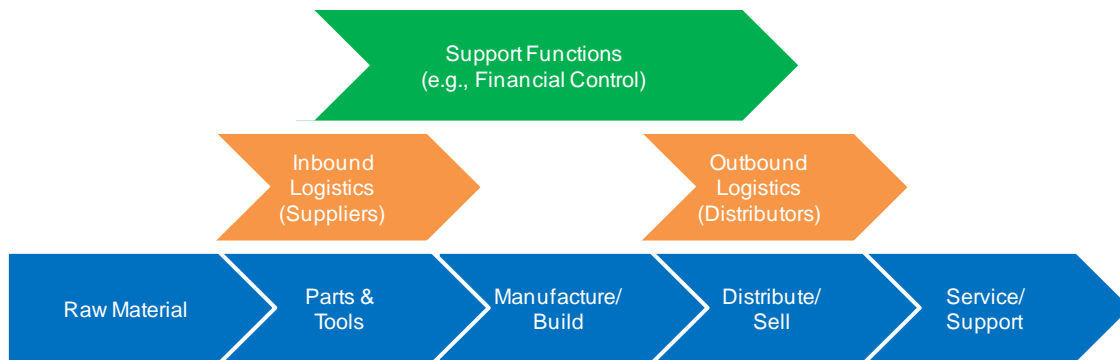 Support Functions
(e.g., Financial Control)
Inbound
Logistics
(Suppliers)
Outbound
Logistics
(Distributors)
Raw Material
Parts &
Tools
Manufacture/
Build
Distribute/
Sell
Service/
Support